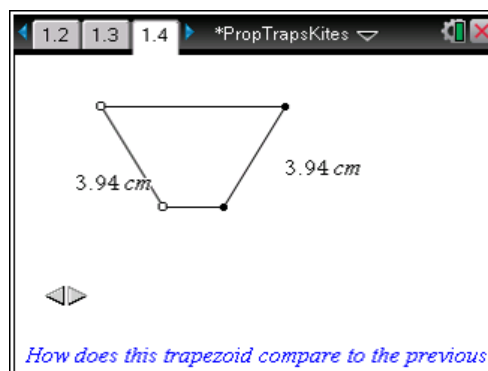 1.2 1.3 1.4 *PropTrapsKites
3.94 cm
3.94 cm
How does this trapezoid compare to the previous